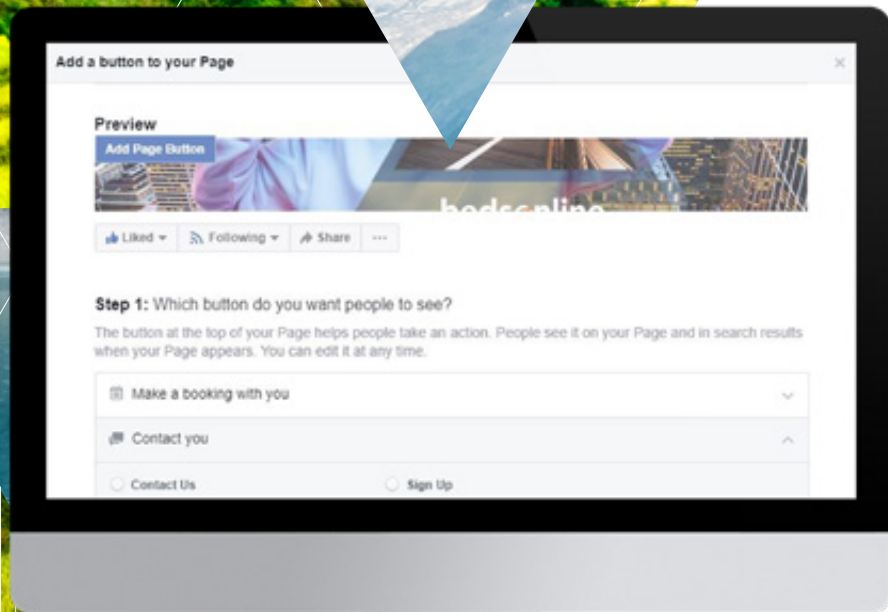 Add a button to your Page
Preview
Add Page Button
bedsonline
Liked
Following
Share
Step 1: Which button do you want people to see?
The button at the top of your Page helps people take an action. People see it on your Page and in search results
when your Page appears. You can edit it at any time.
Make a booking with you
Contact you
Contact Us
Sign Up